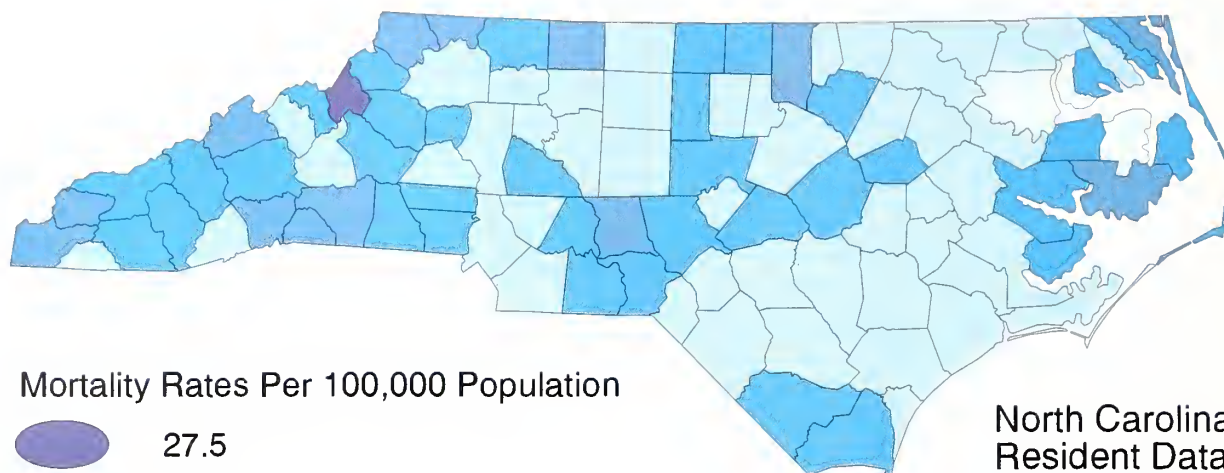 Mortality Rates Per 100,000 Population
27.5
North Carolina
Resident Data